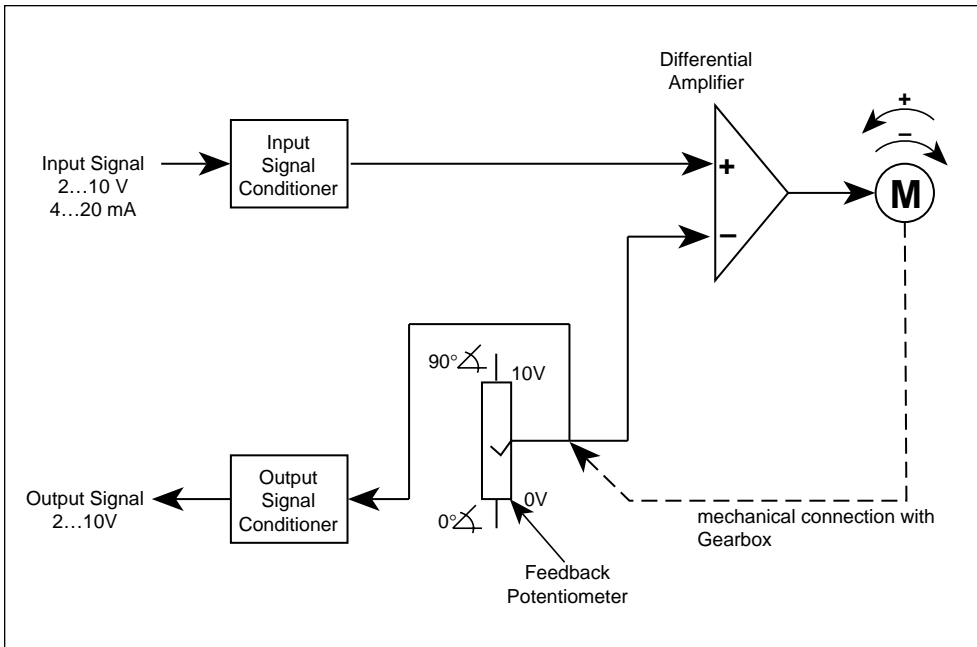 Differential
Amplifier
+
−
Input Signal
2…10 V
4…20 mA
Input
Signal
Conditioner
+
−
M
90°
10V
Output Signal
2…10V
Output
Signal
Conditioner
0°
0V
mechanical connection with
Gearbox
Feedback
Potentiometer